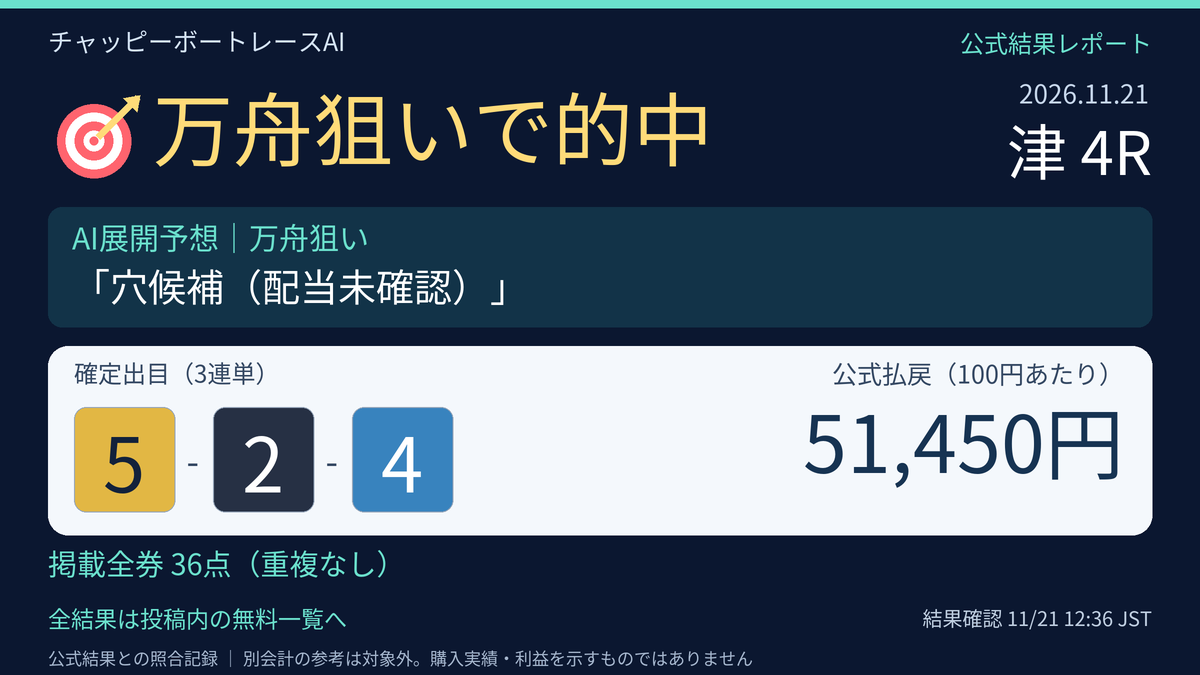 チャッピーボートレースAI
公式結果レポート
2026.11.21
万舟狙いで的中
津 4R
AI展開予想｜万舟狙い
「穴候補（配当未確認）」
確定出目（3連単）
公式払戻（100円あたり）
5 - 2 - 4
51,450円
掲載全券 36点（重複なし）
全結果は投稿内の無料一覧へ
結果確認 11/21 12:36 JST
公式結果との照合記録 ｜ 別会計の参考は対象外。購入実績・利益を示すものではありません